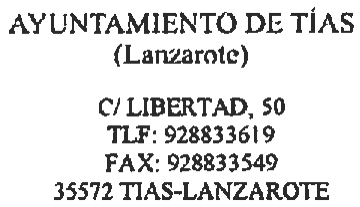 AYUNTAMIENTO DE TÍAS
(Lanzarote)
C/ LIBERTAD, 50
TLF: 928833619
FAX: 928833549
35572 TIAS-LANZAROTE